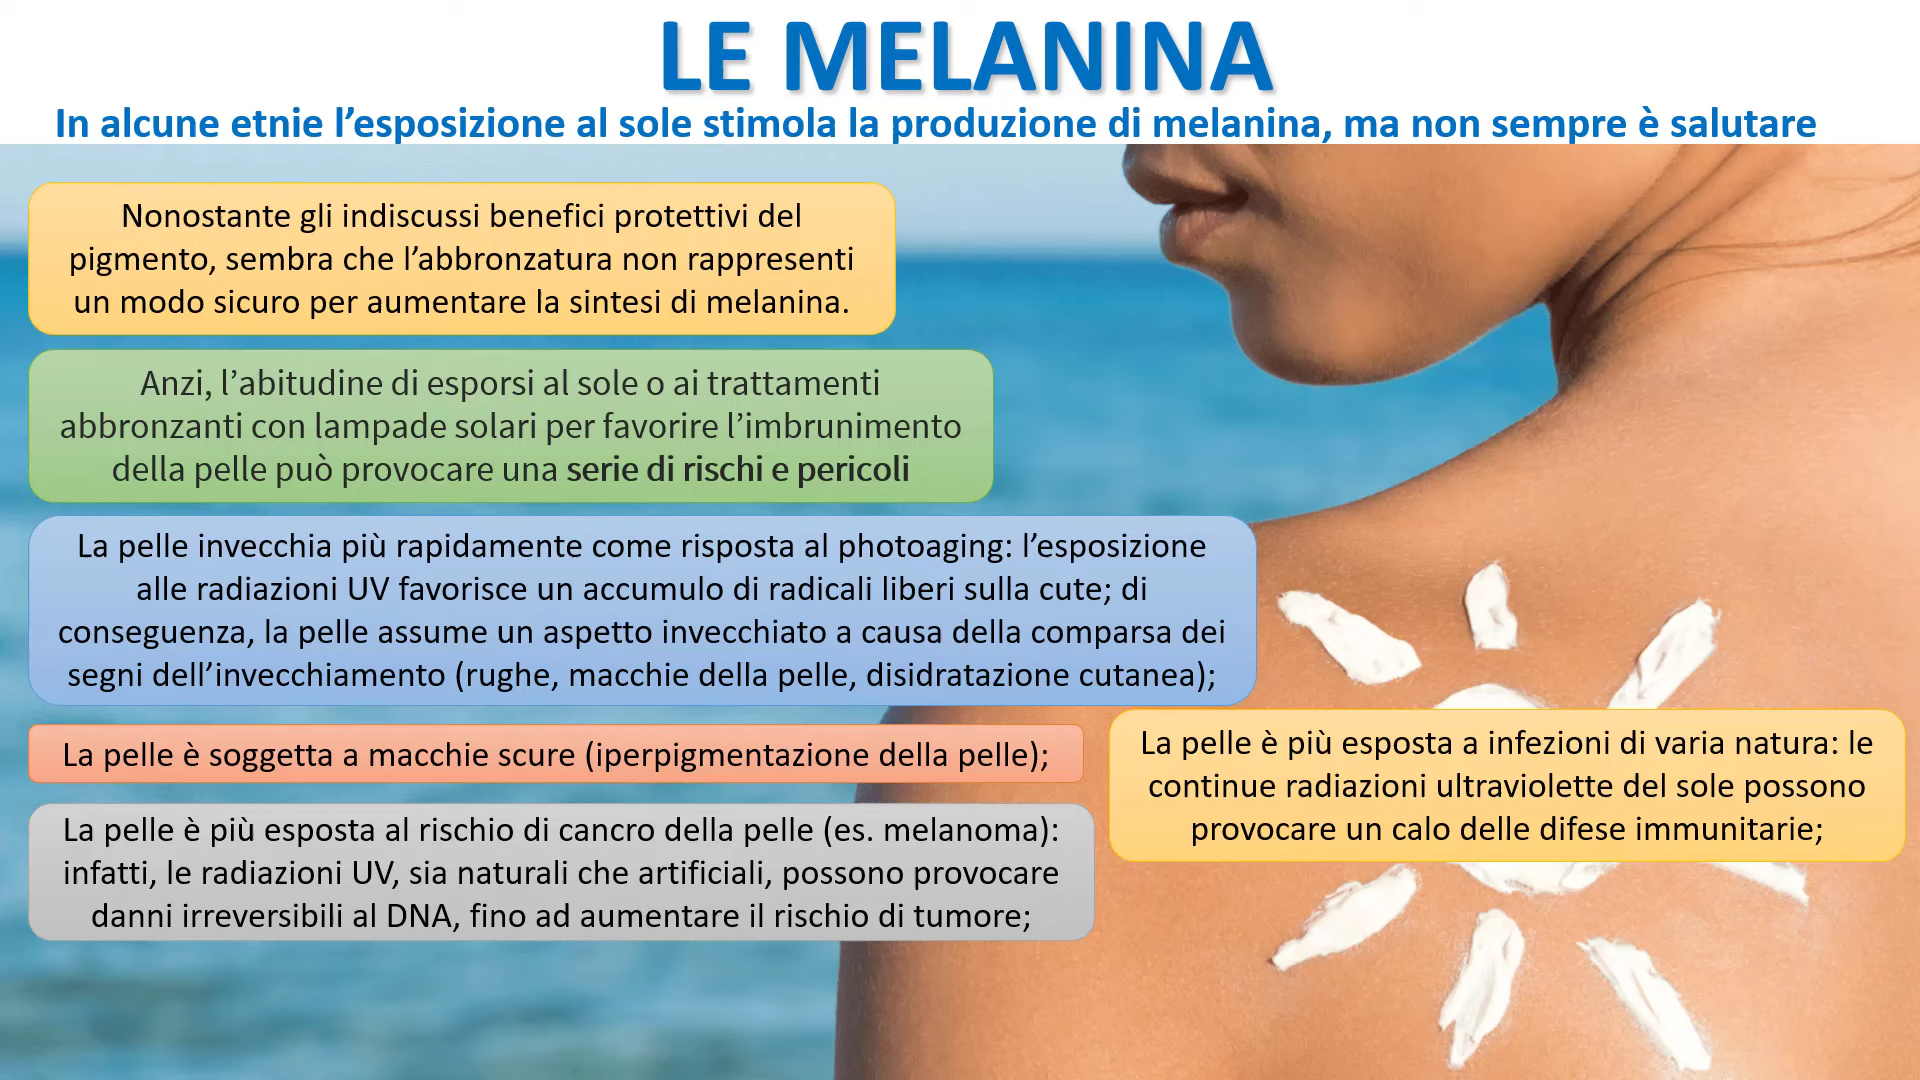 LE MELANINA
In alcune etnie l’esposizione al sole stimola la produzione di melanina, ma non sempre è salutare
Nonostante gli indiscussi benefici protettivi del
pigmento, sembra che l’abbronzatura non rappresenti
un modo sicuro per aumentare la sintesi di melanina.
Anzi, l’abitudine di esporsi al sole o ai trattamenti
abbronzanti con lampade solari per favorire l’imbrunimento
della pelle può provocare una serie di rischi e pericoli
La pelle invecchia più rapidamente come risposta al photoaging: l’esposizione
alle radiazioni UV favorisce un accumulo di radicali liberi sulla cute; di
conseguenza, la pelle assume un aspetto invecchiato a causa della comparsa dei
segni dell’invecchiamento (rughe, macchie della pelle, disidratazione cutanea);
La pelle è soggetta a macchie scure (iperpigmentazione della pelle);
La pelle è più esposta a infezioni di varia natura: le
continue radiazioni ultraviolette del sole possono
provocare un calo delle difese immunitarie;
La pelle è più esposta al rischio di cancro della pelle (es. melanoma):
infatti, le radiazioni UV, sia naturali che artificiali, possono provocare
danni irreversibili al DNA, fino ad aumentare il rischio di tumore;